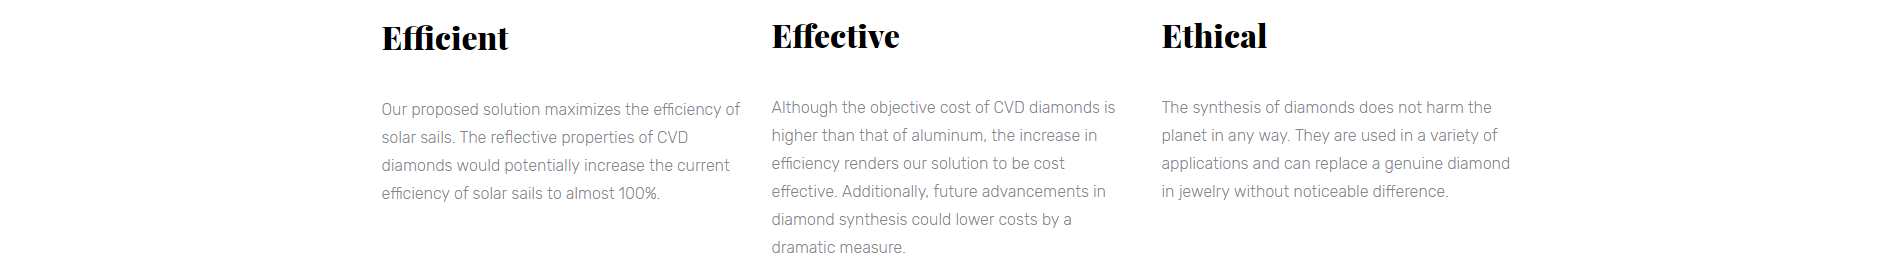 Efficient
Our proposed solution maximizes the efficiency of
solar sails. The reflective properties of CVD
diamonds would potentially increase the current
efficiency of solar sails to almost 100%.
Effective
Although the objective cost of CVD diamonds is
higher than that of aluminum, the increase in
efficiency renders our solution to be cost
effective. Additionally, future advancements in
diamond synthesis could lower costs by a
dramatic measure.
Ethical
The synthesis of diamonds does not harm the
planet in any way. They are used in a variety of
applications and can replace a genuine diamond
in jewelry without noticeable difference.